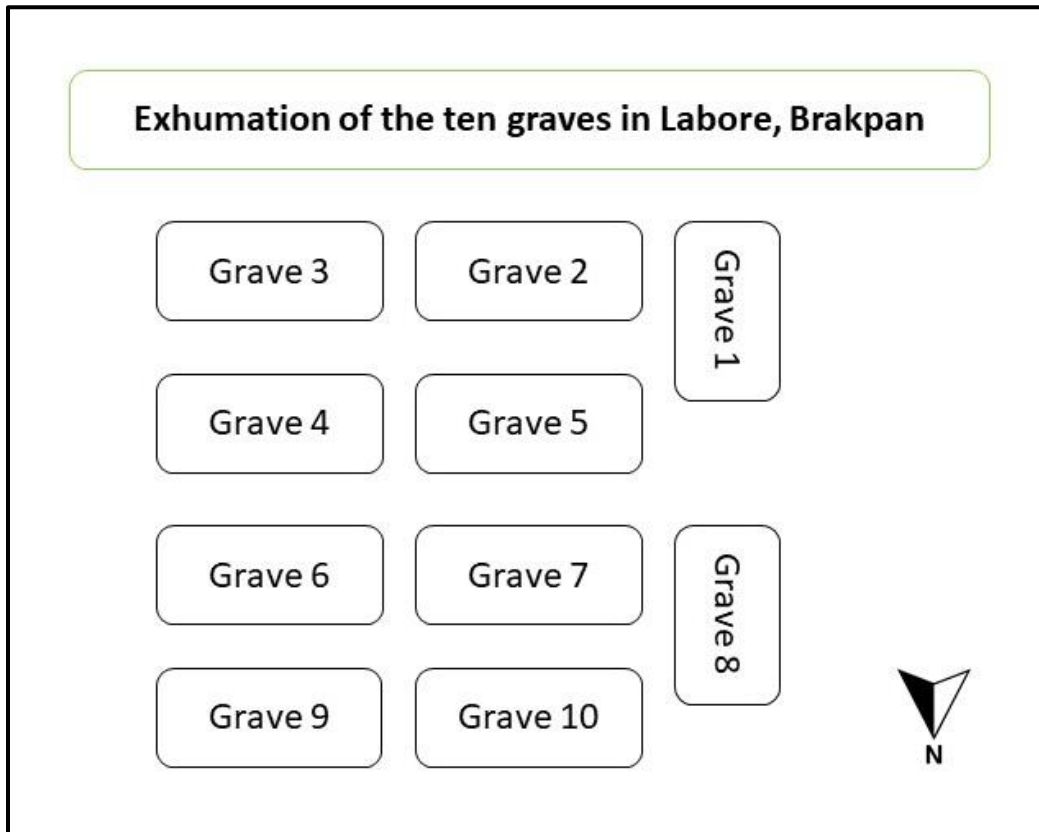 Exhumation of the ten graves in Labore, Brakpan
Grave 3
Grave 2
Grave 1
Grave 4
Grave 5
Grave 6
Grave 7
Grave 8
Grave 9
Grave 10
N